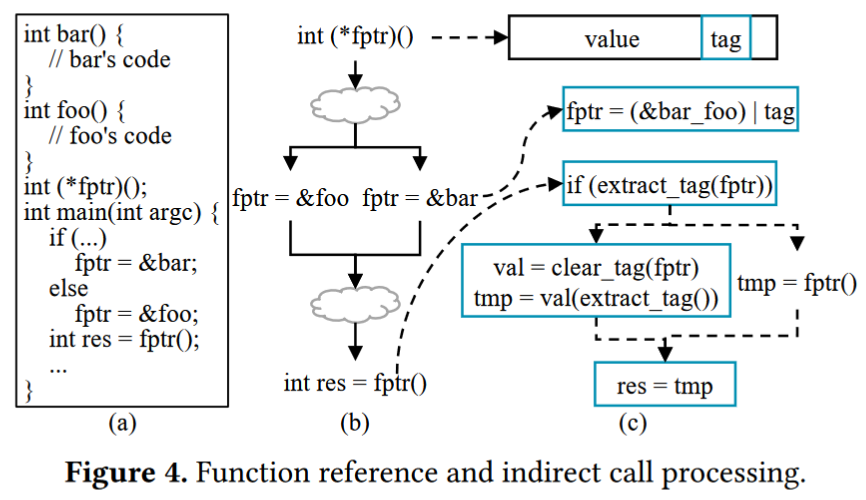 int bar() {
// bar's code
}
int foo() {
// foo's code
}
int (*fptr)();
int main(int argc) {
if (...)
fptr = &bar;
else
fptr = &foo;
int res = fptr();
...
}
(a)
int (*fptr)()
fptr = &foo
fptr = &bar
int res = fptr()
(b)
value
tag
fptr = (&bar_foo) | tag
if (extract_tag(fptr))
val = clear_tag(fptr)
tmp = val(extract_tag())
tmp = fptr()
res = tmp
(c)
Figure 4. Function reference and indirect call processing.